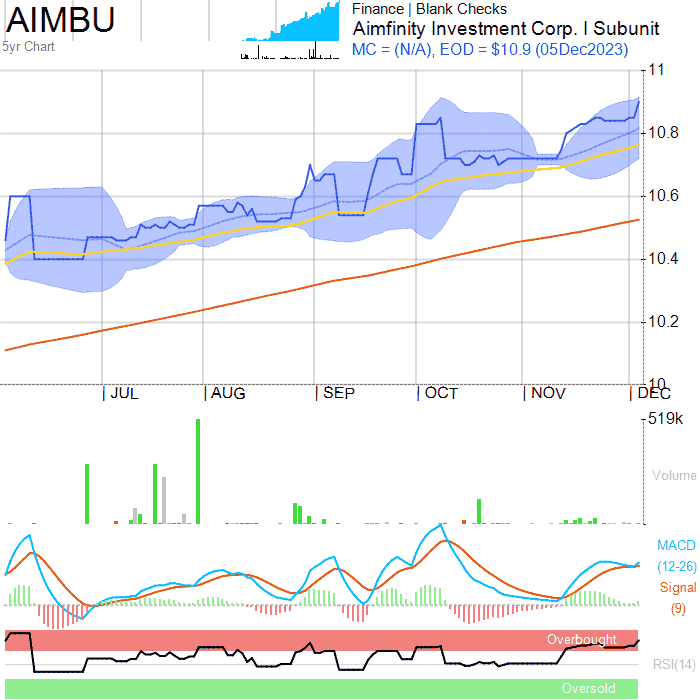 AIMBU
5yr Chart
Finance | Blank Checks
Aimfinity Investment Corp. I Subunit
MC = (N/A), EOD = $10.9 (05Dec2023)
11
10.8
10.6
10.4
10.2
10
| JUL | AUG | SEP | OCT | NOV | DEC
519k
Volume
MACD
(12-26)
Signal
(9)
Overbought
RSI(14)
Oversold